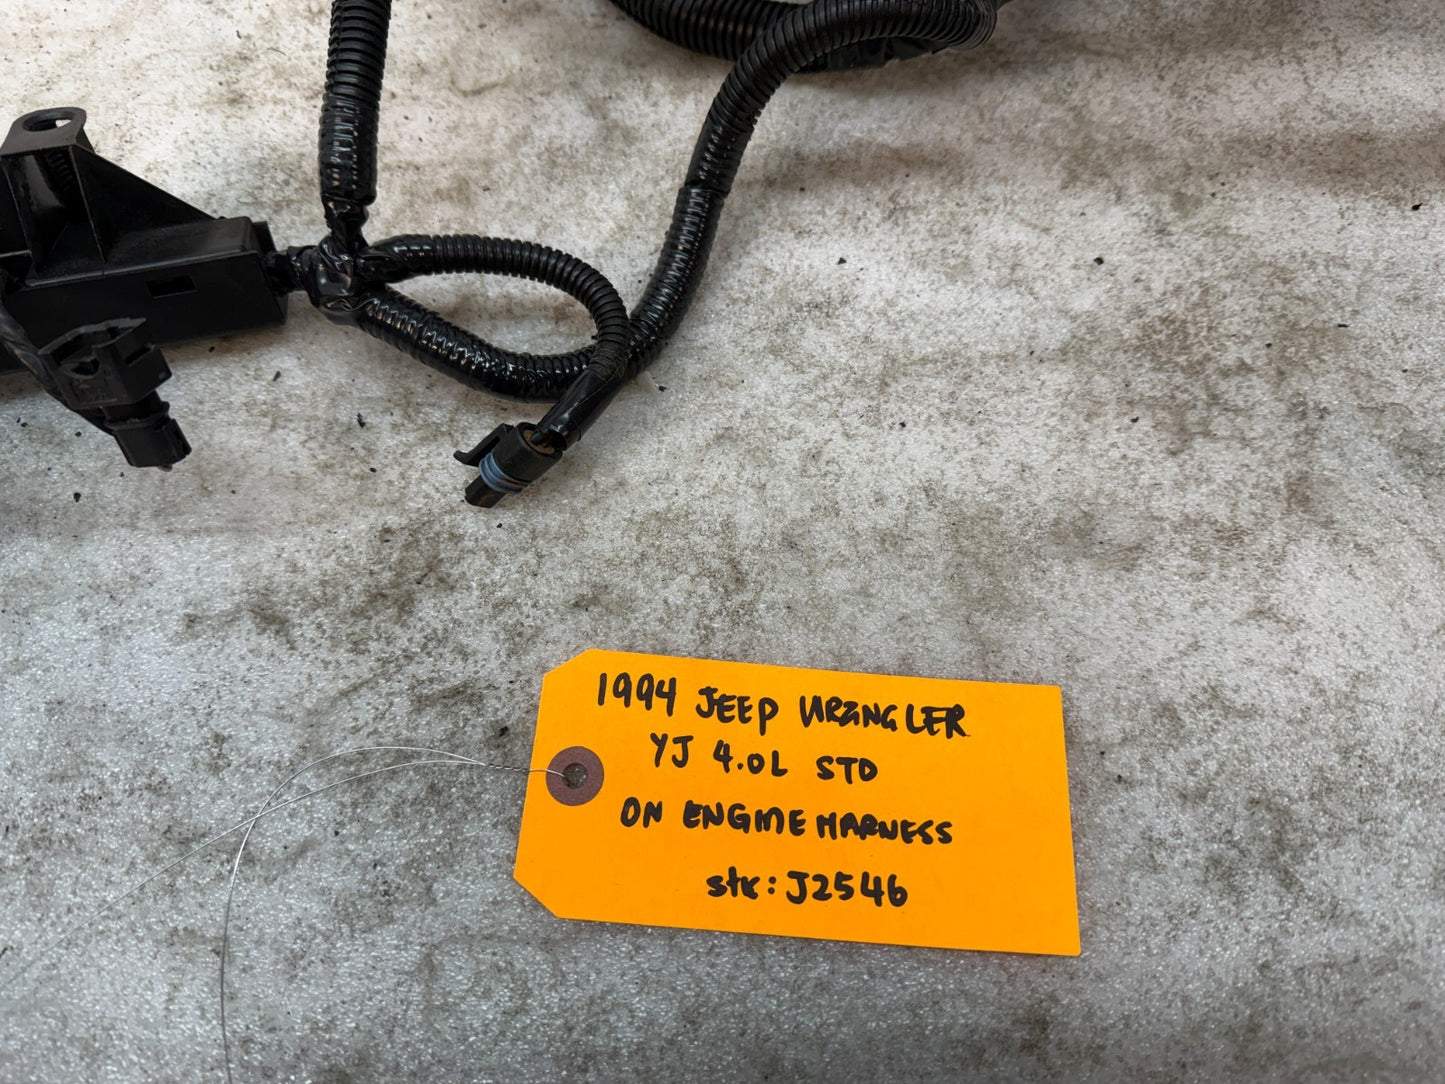 1994 JEEP WRANGLER
YJ 4.0L STD
ON ENGINE HARNESS
stk: J2546